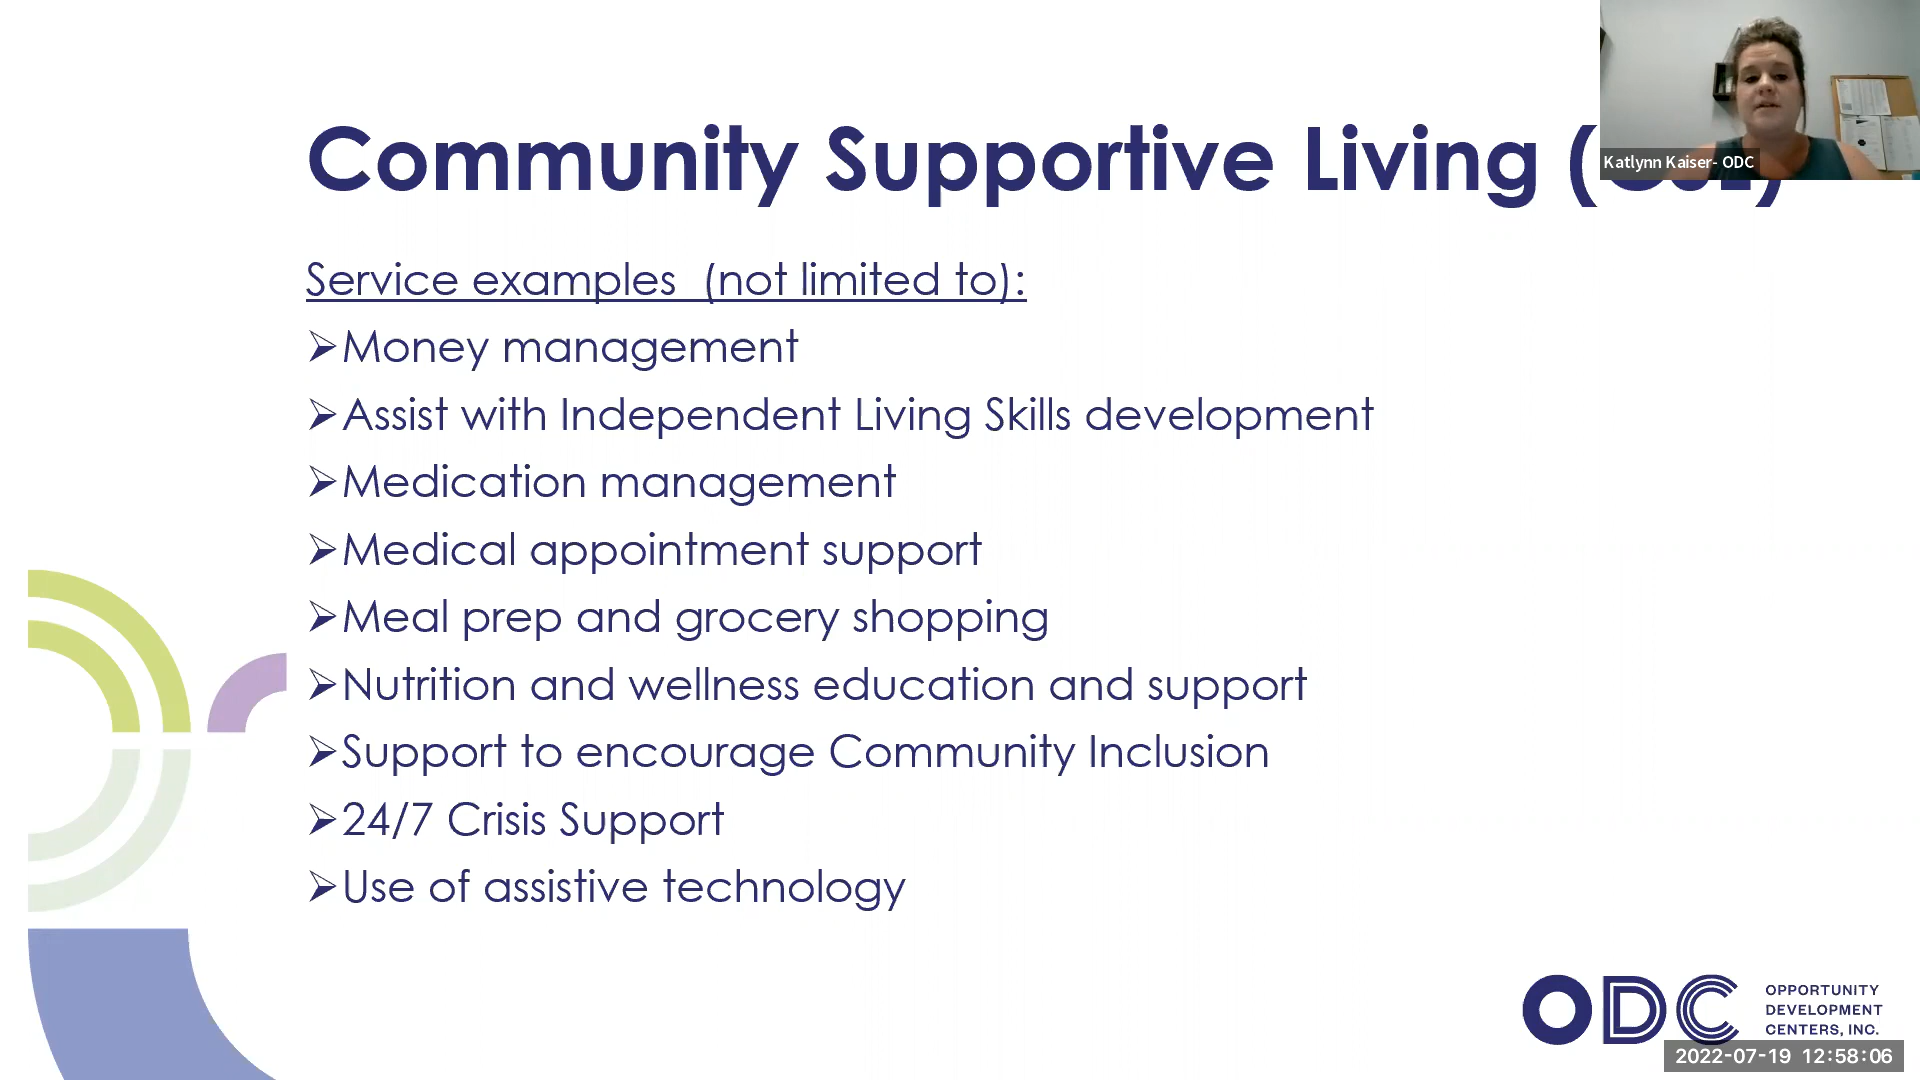 Community Supportive Living (
Katlynn Kaiser- ODC
Service examples (not limited to):
➢Money management
➢Assist with Independent Living Skills development
➢Medication management
➢Medical appointment support
➢Meal prep and grocery shopping
➢Nutrition and wellness education and support
➢Support to encourage Community Inclusion
➢24/7 Crisis Support
➢Use of assistive technology
ODC
OPPORTUNITY
DEVELOPMENT
CENTERS, INC.
2022-07-19 12:58:06